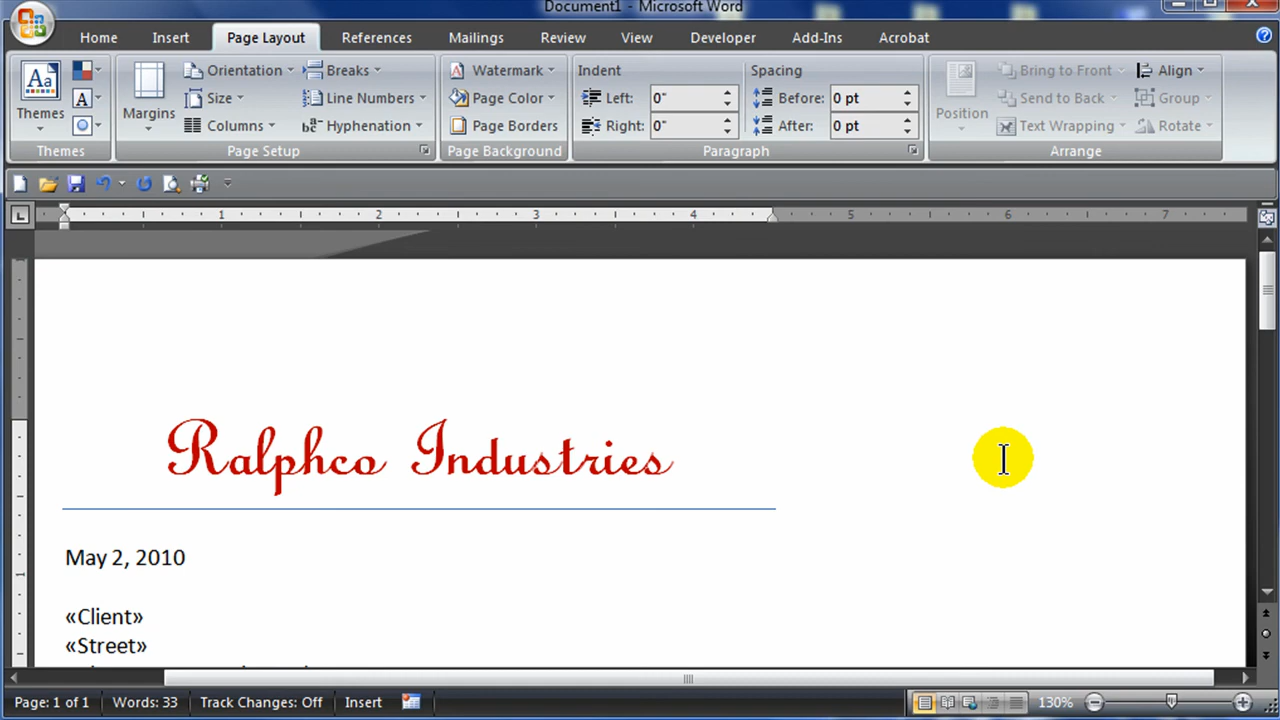 Document1 - Microsoft Word
Home Insert Page Layout References Mailings Review View Developer Add-Ins Acrobat
Aa A Orientation Breaks Watermark Indent Spacing Bring to Front Align
Size Line Numbers Page Color Left: 0" Before: 0 pt Send to Back Group
Themes Margins Columns Hyphenation Page Borders Right: 0" After: 0 pt Position Text Wrapping Rotate
Themes Page Setup Page Background Paragraph Arrange
1 2 3 4 5 6 7
Ralphco Industries
May 2, 2010
«Client»
«Street»
Page: 1 of 1 Words: 33 Track Changes: Off Insert 130%